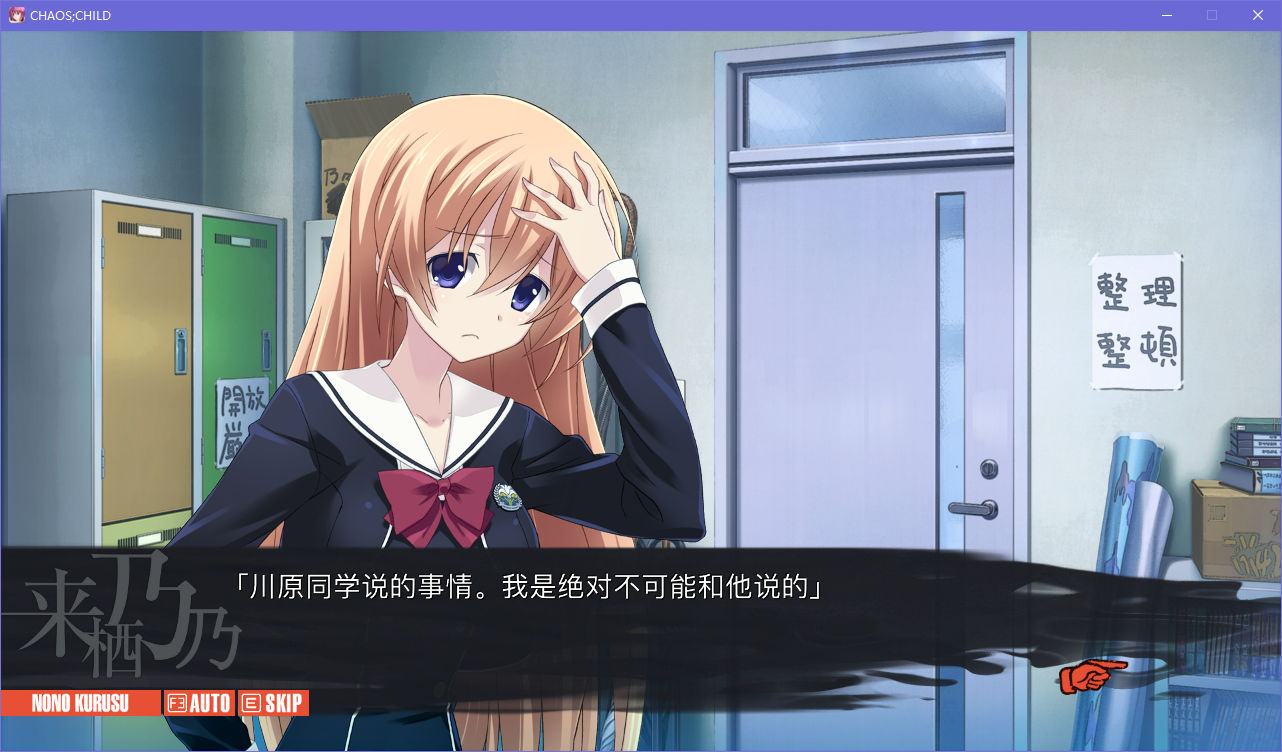 CHAOS;CHILD
乃
開放
厳
整理
整頓
「川原同学说的事情。我是绝对不可能和他说的」
来栖乃乃
NONO KURUSU
F3 AUTO
E SKIP